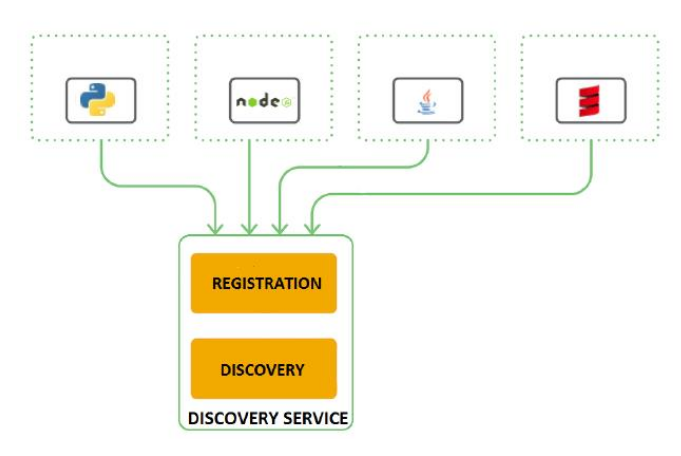 node
REGISTRATION
DISCOVERY
DISCOVERY SERVICE